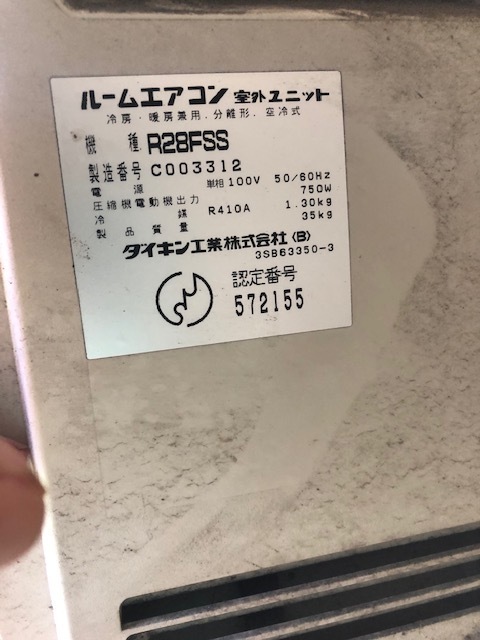 ルームエアコン 室外ユニット
冷房・暖房兼用．分離形．空冷式
機種 R28FSS
製造番号 C003312
電源 単相100V 50/60Hz
圧縮機電動機出力 750W
冷媒 R410A 1.30kg
製品質量 35kg
ダイキン工業株式会社〈B〉
3SB63350-3
認定番号
572155